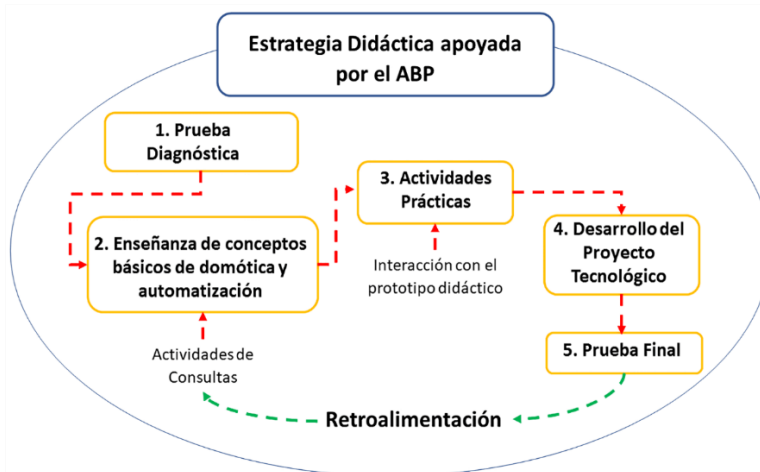 Estrategia Didáctica apoyada
por el ABP
1. Prueba
Diagnóstica
2. Enseñanza de conceptos
básicos de domótica y
automatización
Actividades de
Consultas
3. Actividades
Prácticas
Interacción con el
prototipo didáctico
4. Desarrollo del
Proyecto
Tecnológico
5. Prueba Final
Retroalimentación